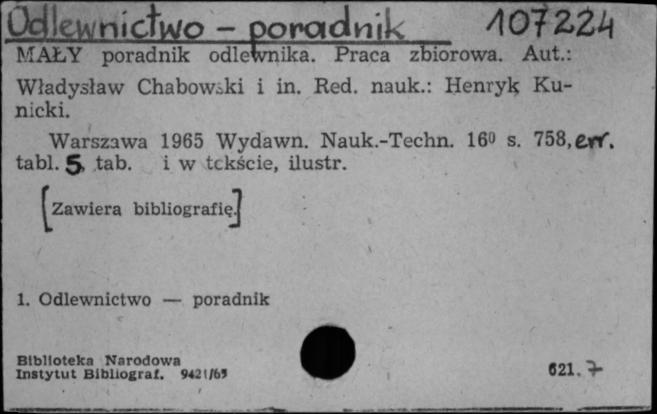 Odlewnictwo - poradnik 107224
MAŁY poradnik odlewnika. Praca zbiorowa. Aut.:
Władysław Chabowski i in. Red. nauk.: Henryk Ku-
nicki.
Warszawa 1965 Wydawn. Nauk.-Techn. 16⁰ s. 758, err.
tabl. 5, tab. i w tekście, ilustr.
[Zawiera bibliografię.]
1. Odlewnictwo — poradnik
Biblioteka Narodowa
Instytut Bibliograf. 9421/65 621.7